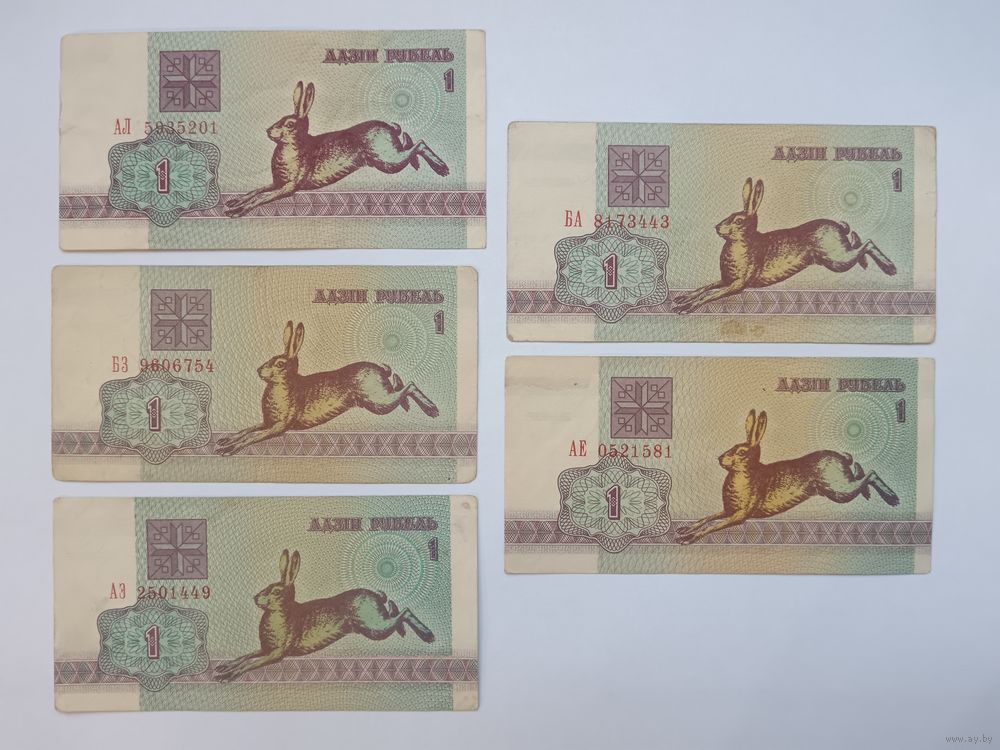 АДЗІН РУБЕЛЬ
1
АЛ 5935201
1
АДЗІН РУБЕЛЬ
1
БЗ 9606754
1
АДЗІН РУБЕЛЬ
1
АЭ 2501449
1
АДЗІН РУБЕЛЬ
1
БА 8173443
1
АДЗІН РУБЕЛЬ
1
АЕ 0521581
1
www.ay.by